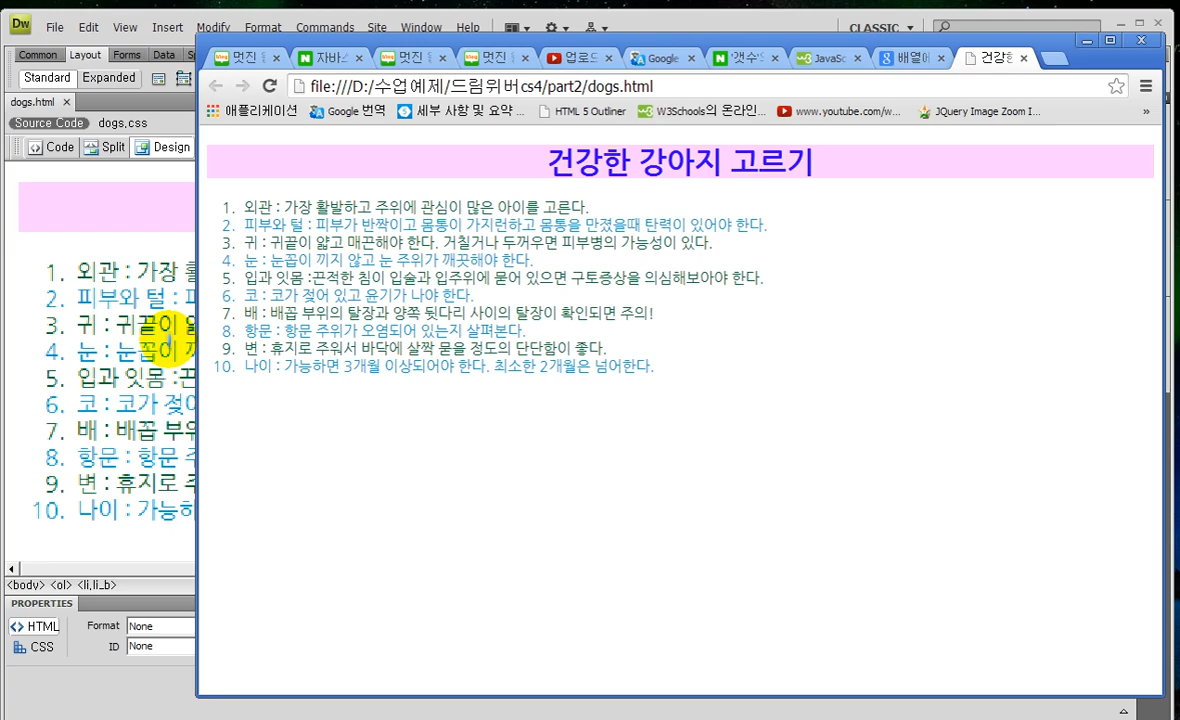 Dw File Edit View Insert Modify Format Commands Site Window Help CLASSIC
Common Layout Forms Data
Standard Expanded
dogs.html
Source Code dogs.css
Code Split Design
1. 외관 : 가장
2. 피부와 털 :
3. 귀 : 귀끝이
4. 눈 : 눈꼽이
5. 입과 잇몸 :
6. 코 : 코가 젖어
7. 배 : 배꼽 부위
8. 항문 : 항문
9. 변 : 휴지로
10. 나이 : 가능하
<body> <ol> <li.li_b>
PROPERTIES
<> HTML Format None
CSS ID None
멋진 자바스 멋진 멋진 업로드 Google '갯수' JavaSc 배열에 건강한
file:///D:/수업예제/드림위버cs4/part2/dogs.html
애플리케이션 Google 번역 세부 사항 및 요약 ... HTML 5 Outliner W3Schools의 온라인... www.youtube.com/w... JQuery Image Zoom I... »
건강한 강아지 고르기
1. 외관 : 가장 활발하고 주위에 관심이 많은 아이를 고른다.
2. 피부와 털 : 피부가 반짝이고 몸통이 가지런하고 몸통을 만졌을때 탄력이 있어야 한다.
3. 귀 : 귀끝이 얇고 매끈해야 한다. 거칠거나 두꺼우면 피부병의 가능성이 있다.
4. 눈 : 눈꼽이 끼지 않고 눈 주위가 깨끗해야 한다.
5. 입과 잇몸 :끈적한 침이 입술과 입주위에 묻어 있으면 구토증상을 의심해보아야 한다.
6. 코 : 코가 젖어 있고 윤기가 나야 한다.
7. 배 : 배꼽 부위의 탈장과 양쪽 뒷다리 사이의 탈장이 확인되면 주의!
8. 항문 : 항문 주위가 오염되어 있는지 살펴본다.
9. 변 : 휴지로 주워서 바닥에 살짝 묻을 정도의 단단함이 좋다.
10. 나이 : 가능하면 3개월 이상되어야 한다. 최소한 2개월은 넘어한다.